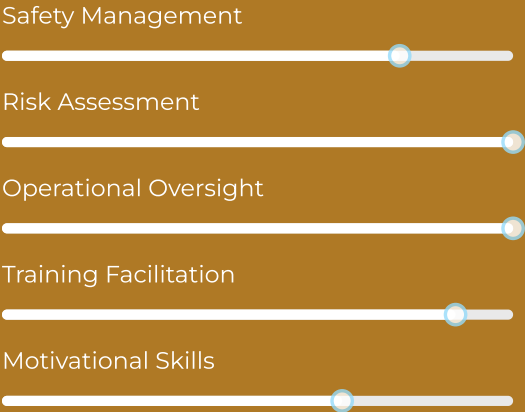 Safety Management
Risk Assessment
Operational Oversight
Training Facilitation
Motivational Skills